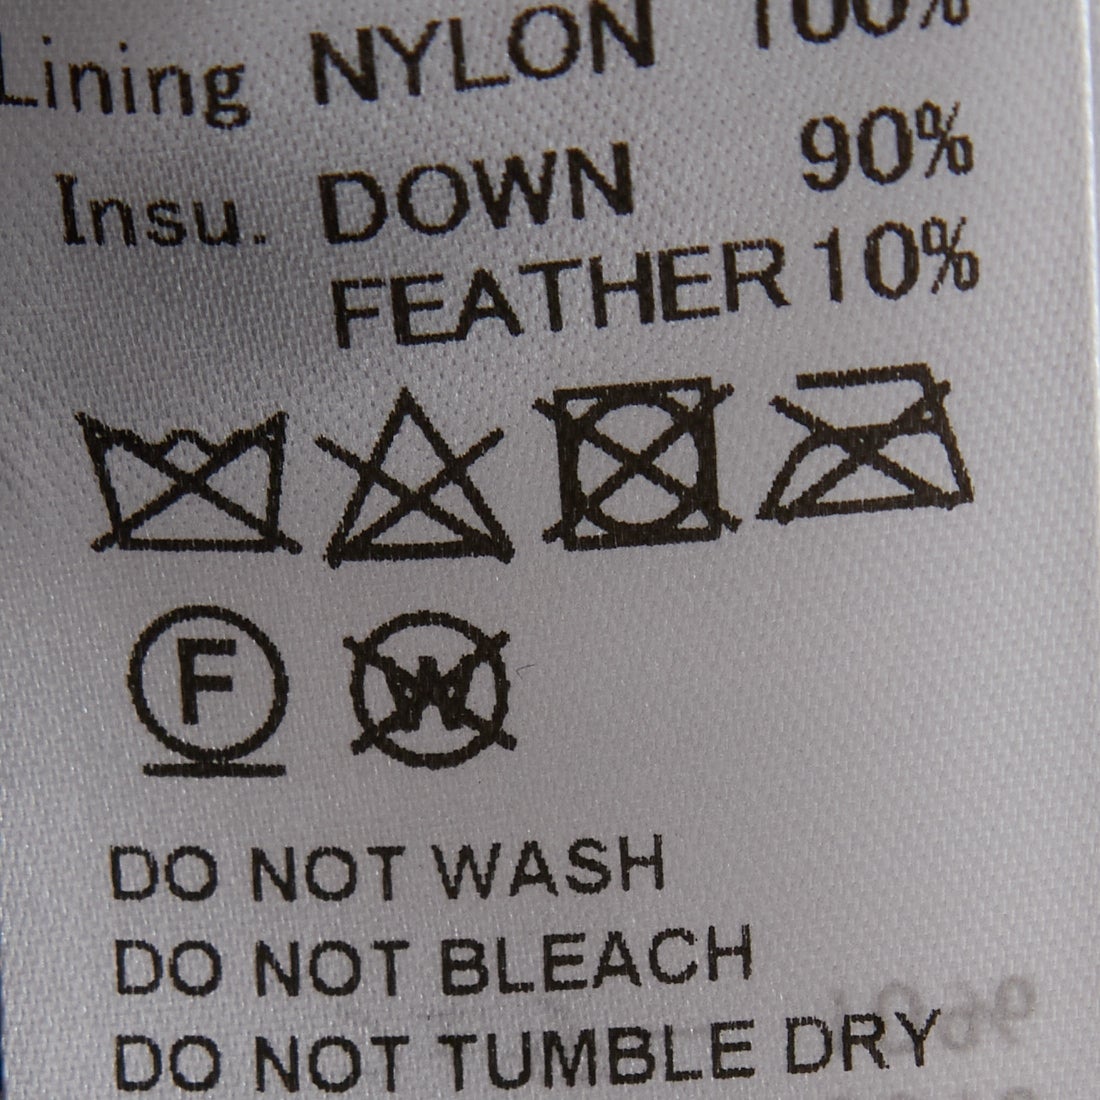 Lining NYLON 100%
Insu. DOWN 90%
FEATHER 10%
F W
DO NOT WASH
DO NOT BLEACH
DO NOT TUMBLE DRY